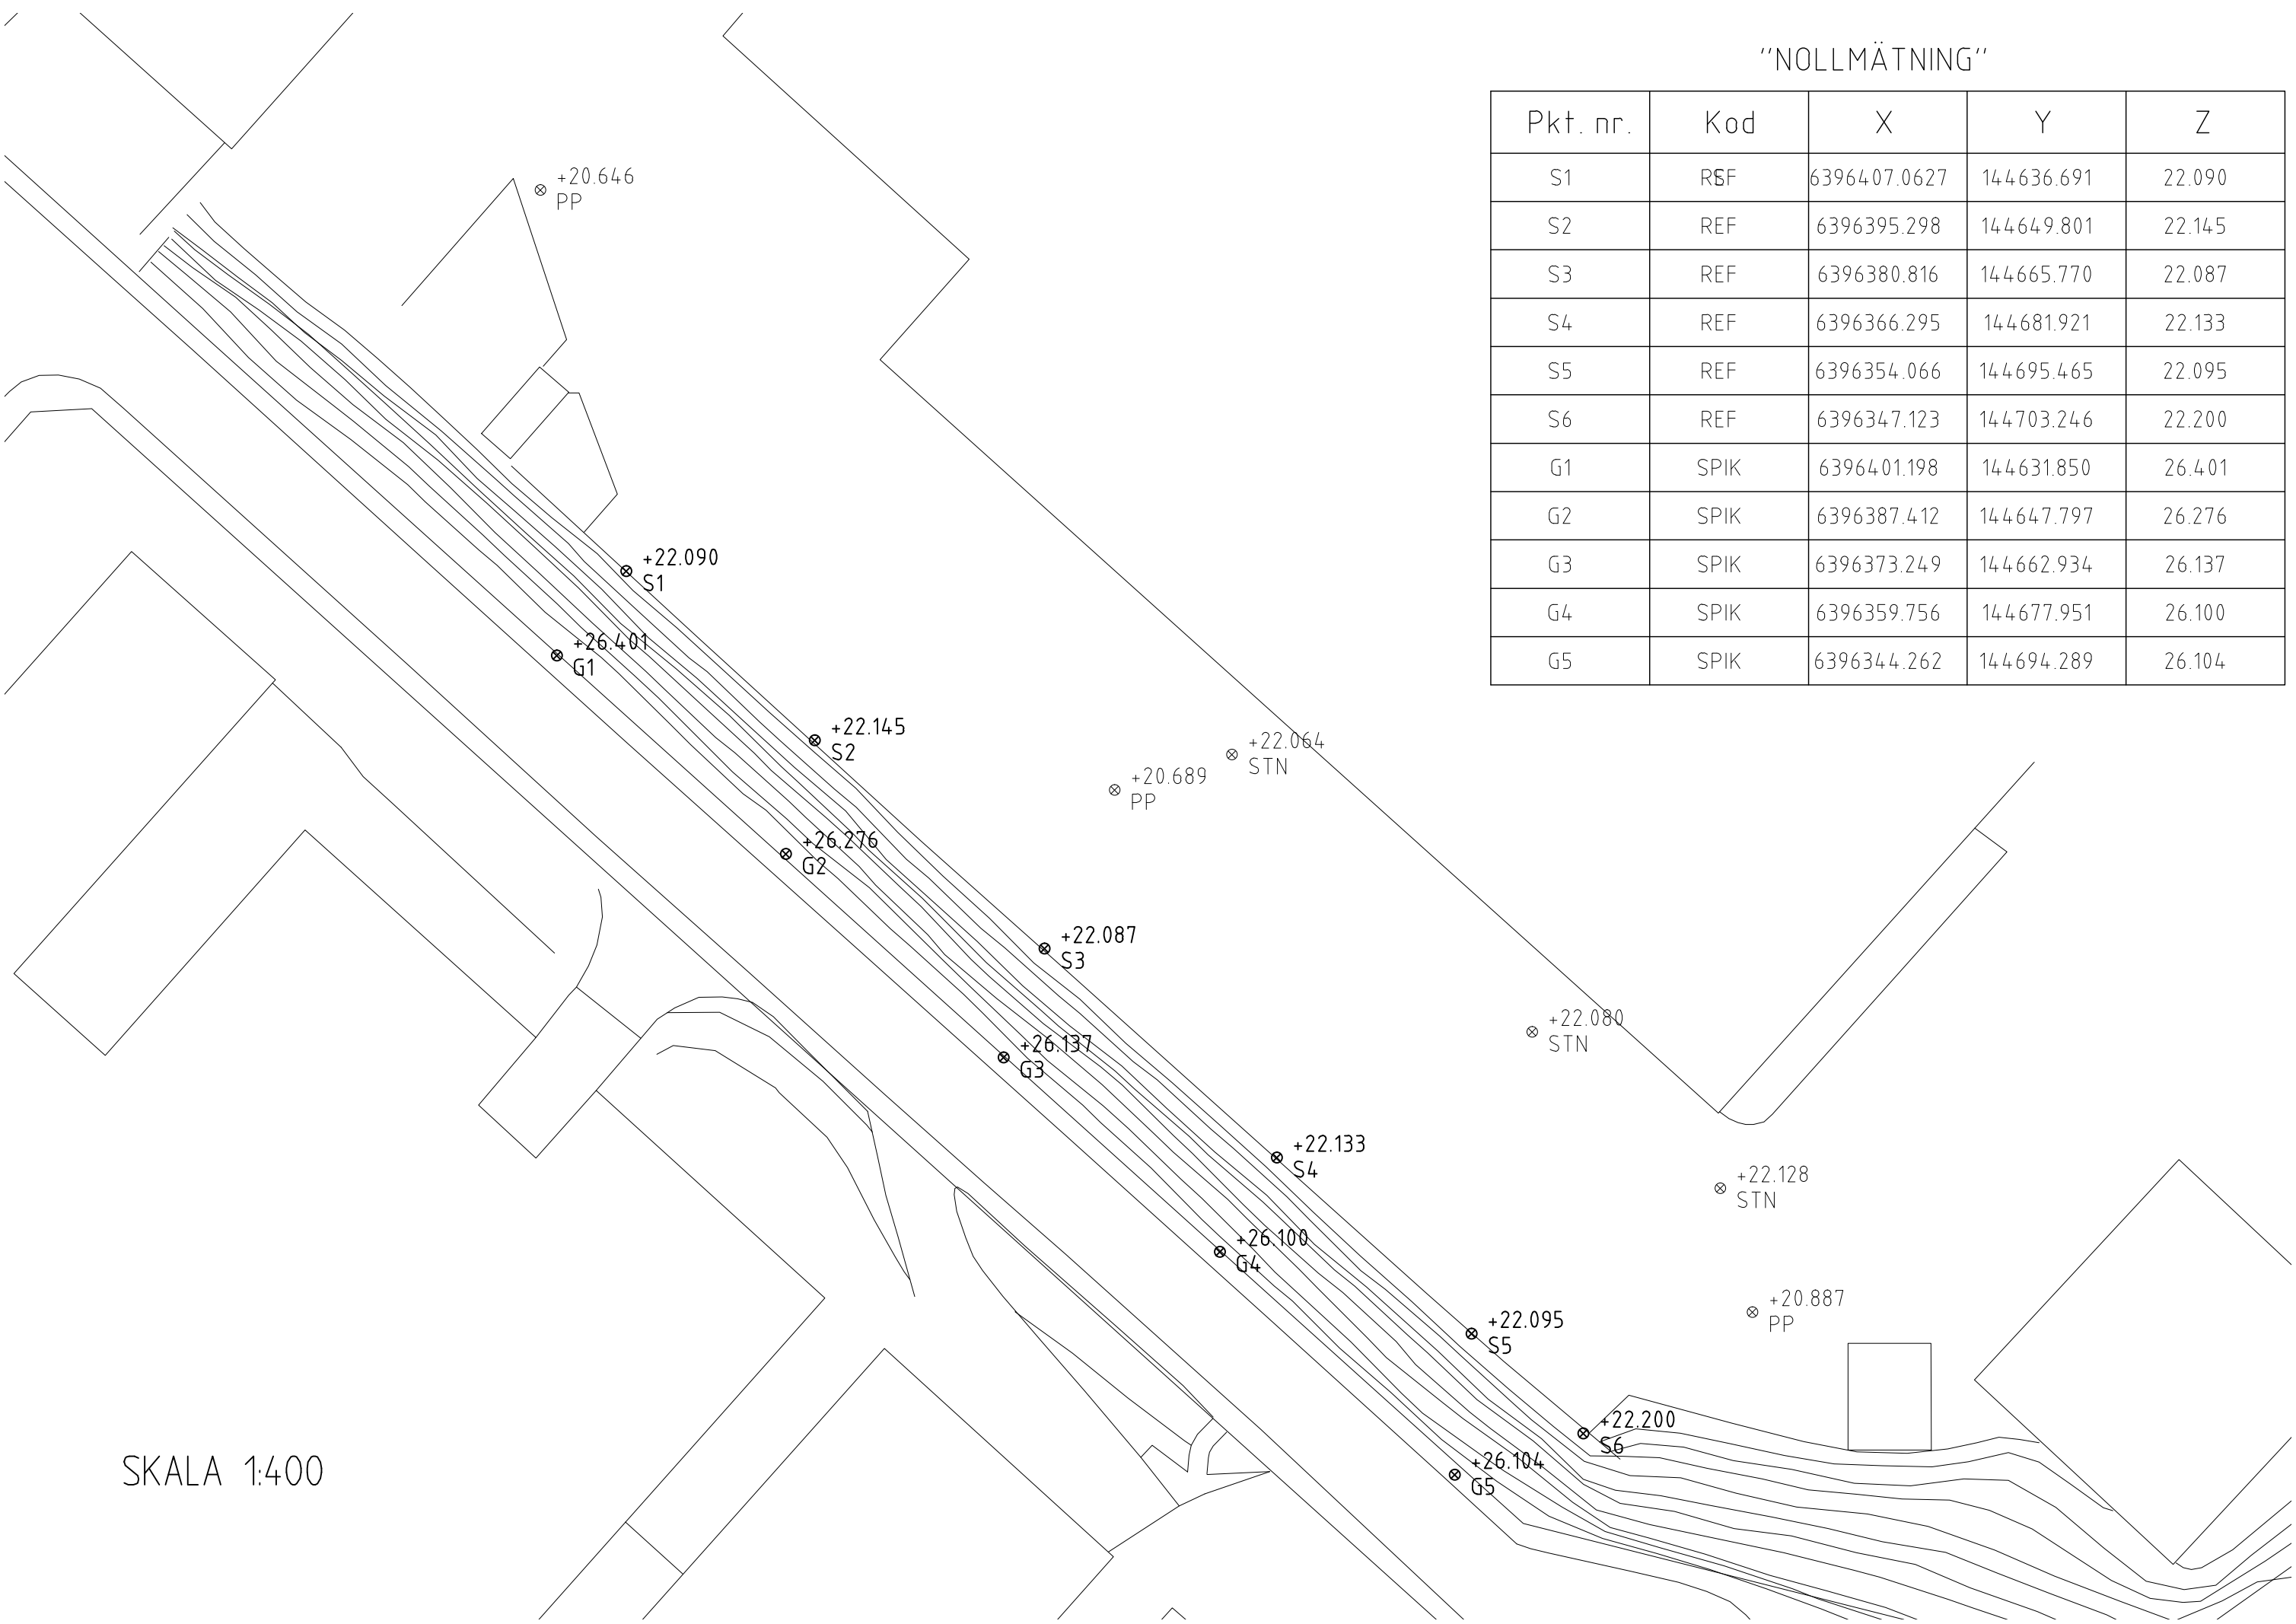 "NOLLMÄTNING"
Pkt. nr. Kod X Y Z
S1 REF 6396407.0627 144636.691 22.090
S2 REF 6396395.298 144649.801 22.145
S3 REF 6396380.816 144665.770 22.087
S4 REF 6396366.295 144681.921 22.133
S5 REF 6396354.066 144695.465 22.095
S6 REF 6396347.123 144703.246 22.200
G1 SPIK 6396401.198 144631.850 26.401
G2 SPIK 6396387.412 144647.797 26.276
G3 SPIK 6396373.249 144662.934 26.137
G4 SPIK 6396359.756 144677.951 26.100
G5 SPIK 6396344.262 144694.289 26.104
+20.646
PP
+22.090
S1
+26.401
G1
+22.145
S2
+22.064
STN
+20.689
PP
+26.276
G2
+22.087
S3
+22.080
STN
+26.137
G3
+22.133
S4
+22.128
STN
+26.100
G4
+20.887
PP
+22.095
S5
+22.200
S6
+26.104
G5
SKALA 1:400